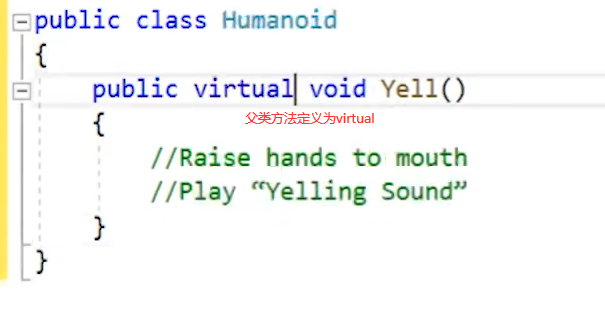 public class Humanoid
{
public virtual void Yell()
父类方法定义为virtual
{
//Raise hands to mouth
//Play “Yelling Sound”
}
}